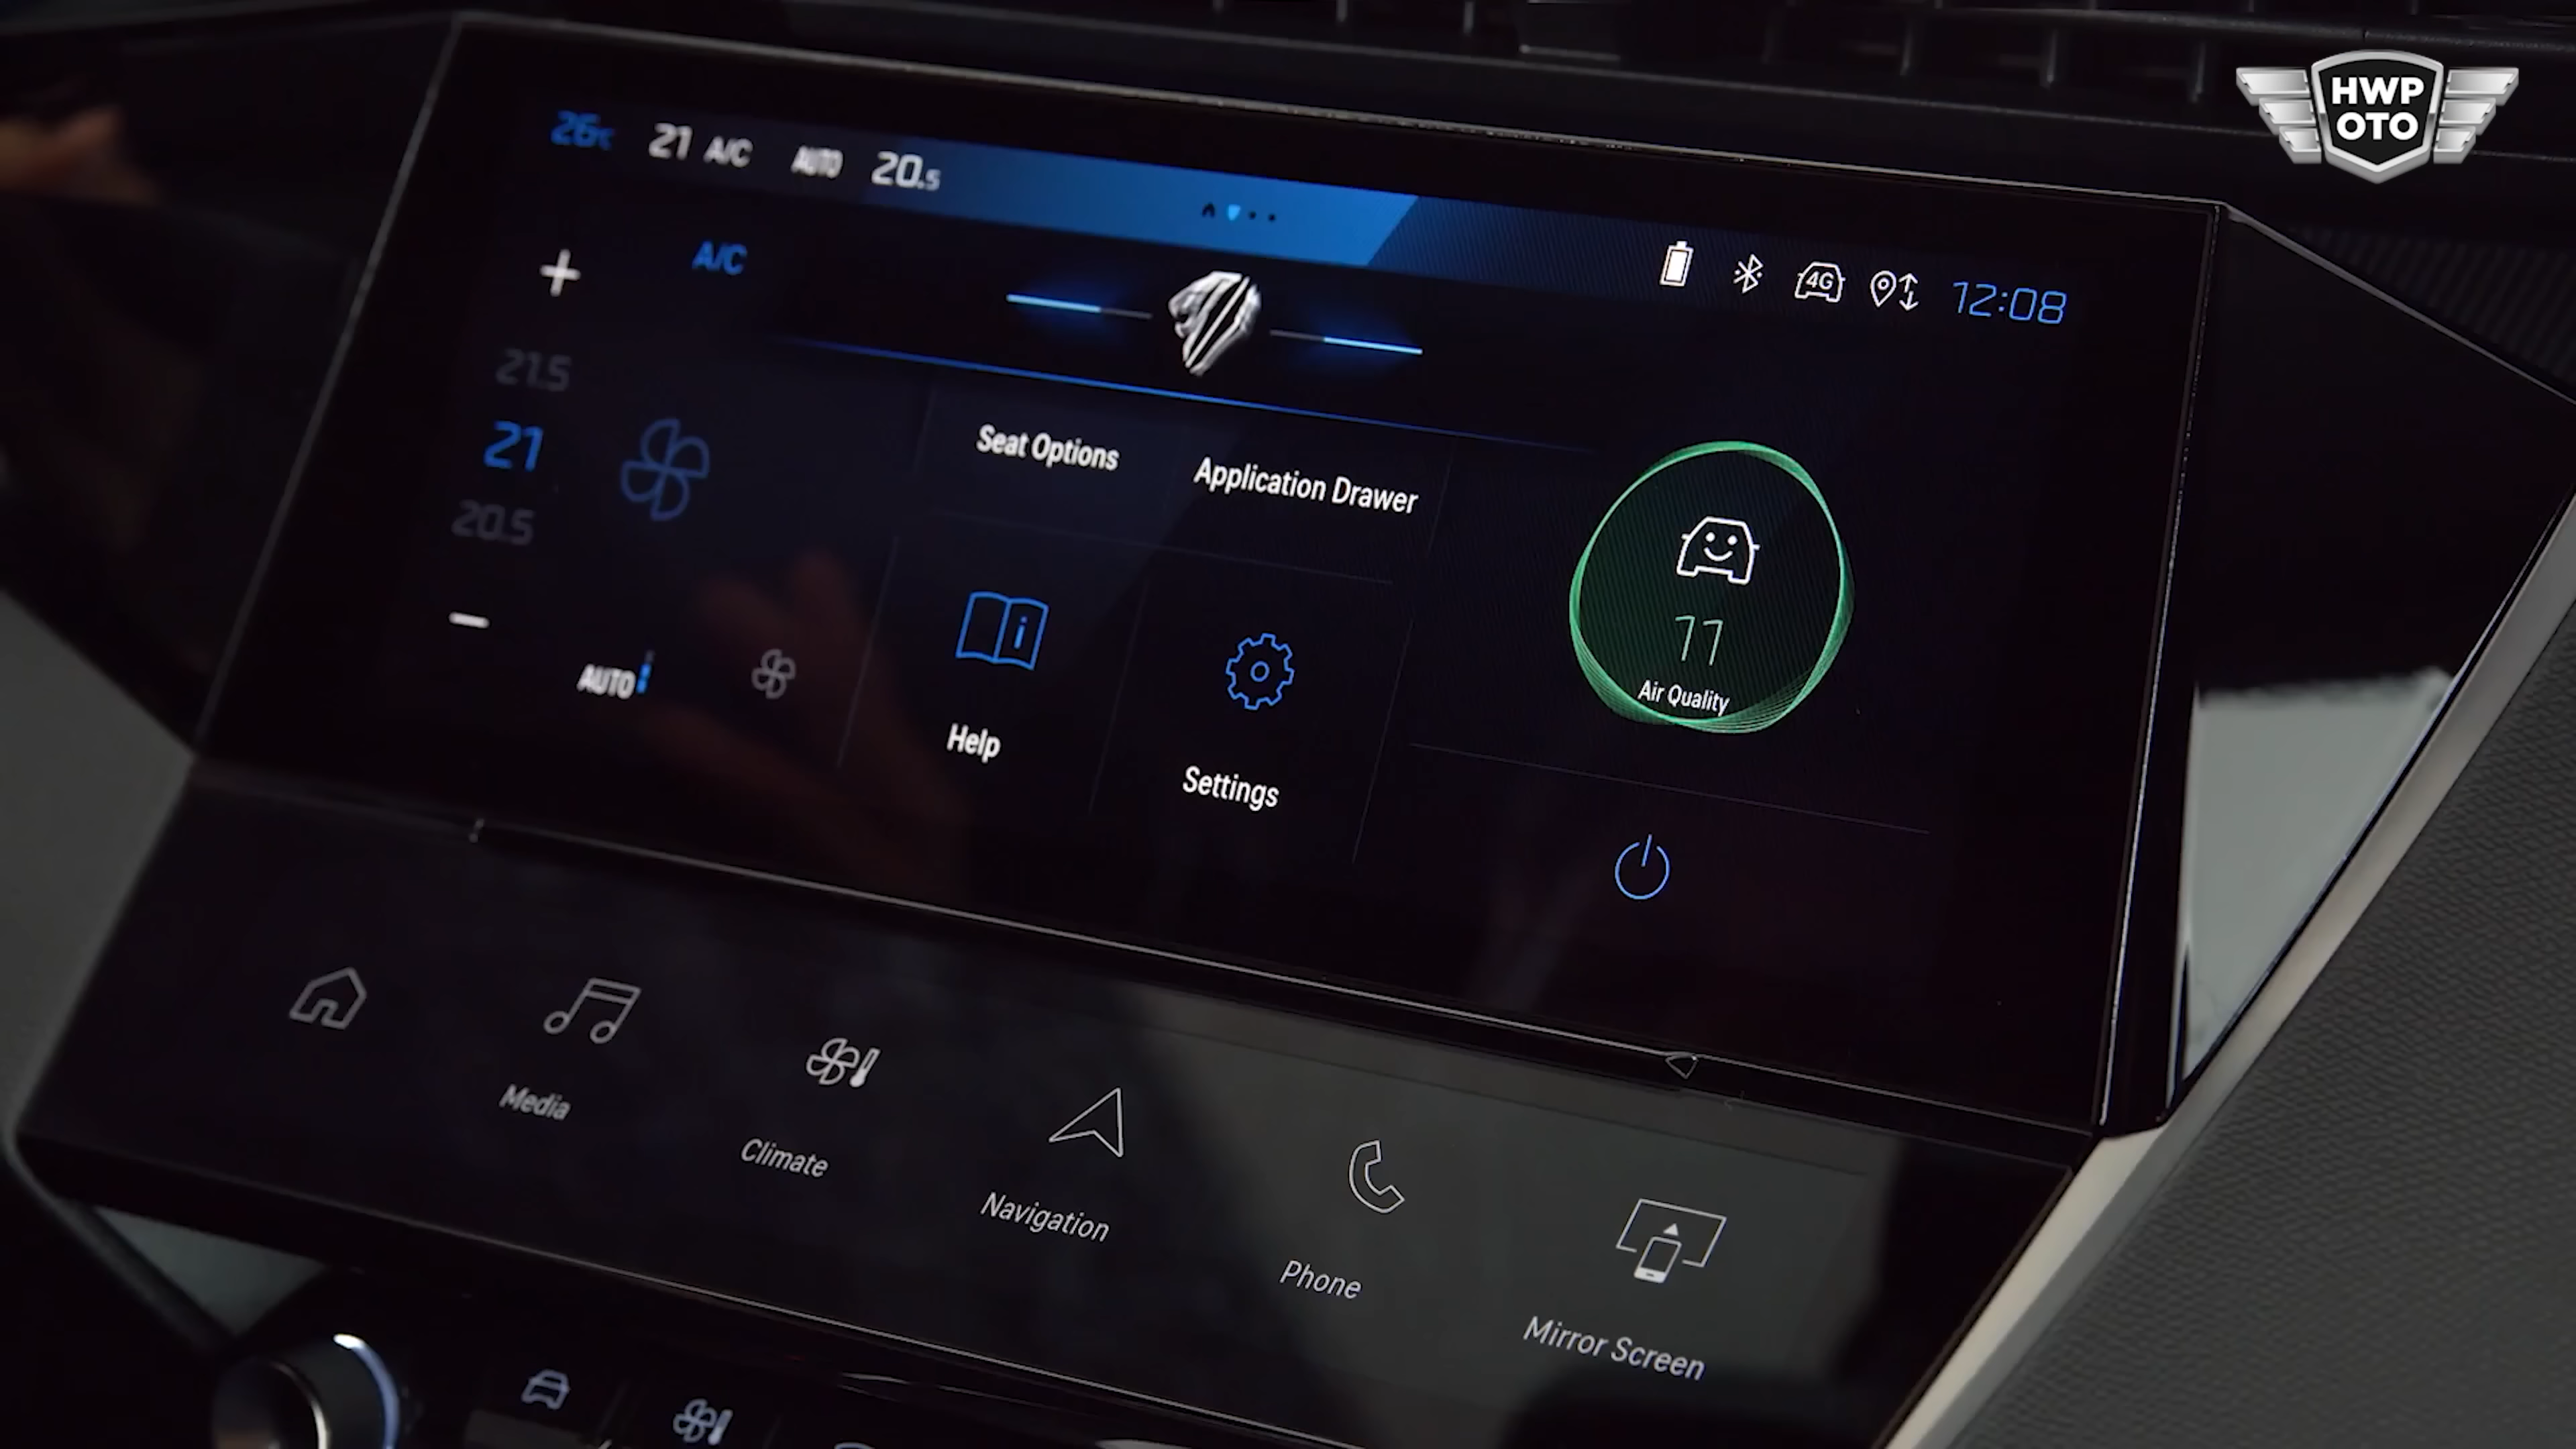 HWP
OTO
26°C 21 A/C AUTO 20.5
4G 12:08
A/C
21.5
21
20.5
AUTO
Seat Options
Application Drawer
Help
Settings
11
Air Quality
Media
Climate
Navigation
Phone
Mirror Screen